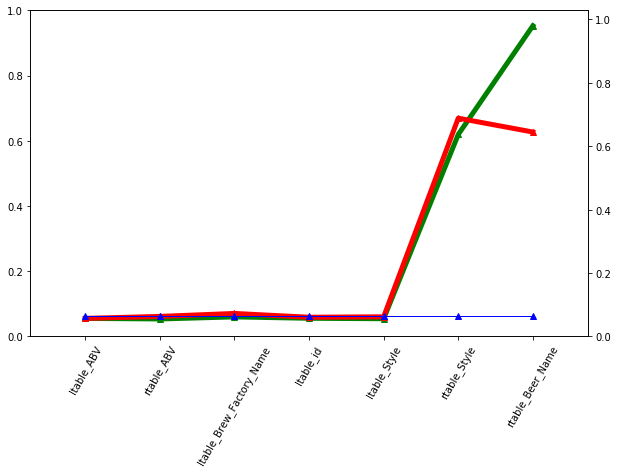 1.0
0.8
0.6
0.4
0.2
0.0
1.0
0.8
0.6
0.4
0.2
0.0
ltable_ABV
rtable_ABV
ltable_Brew_Factory_Name
ltable_id
ltable_Style
rtable_Style
rtable_Beer_Name